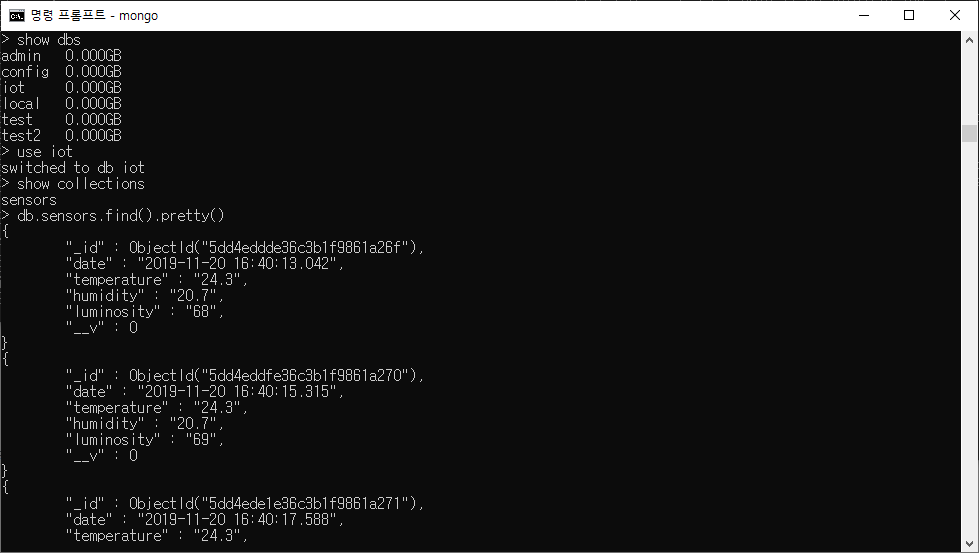 명령 프롬프트 - mongo
> show dbs
admin   0.000GB
config  0.000GB
iot     0.000GB
local   0.000GB
test    0.000GB
test2   0.000GB
> use iot
switched to db iot
> show collections
sensors
> db.sensors.find().pretty()
{
        "_id" : ObjectId("5dd4eddde36c3b1f9861a26f"),
        "date" : "2019-11-20 16:40:13.042",
        "temperature" : "24.3",
        "humidity" : "20.7",
        "luminosity" : "68",
        "__v" : 0
}
{
        "_id" : ObjectId("5dd4eddfe36c3b1f9861a270"),
        "date" : "2019-11-20 16:40:15.315",
        "temperature" : "24.3",
        "humidity" : "20.7",
        "luminosity" : "69",
        "__v" : 0
}
{
        "_id" : ObjectId("5dd4ede1e36c3b1f9861a271"),
        "date" : "2019-11-20 16:40:17.588",
        "temperature" : "24.3",